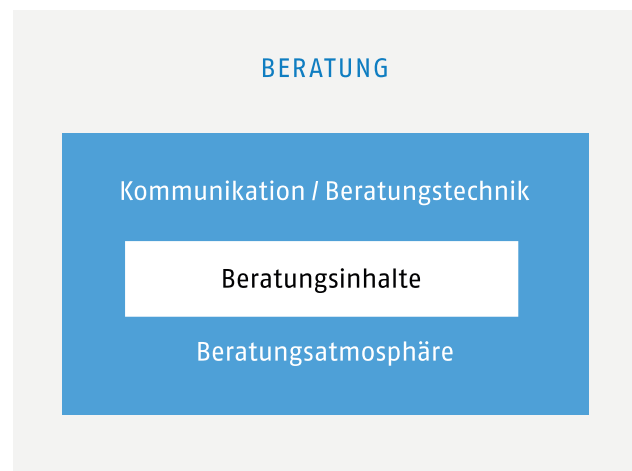 BERATUNG
Kommunikation / Beratungstechnik
Beratungsinhalte
Beratungsatmosphäre